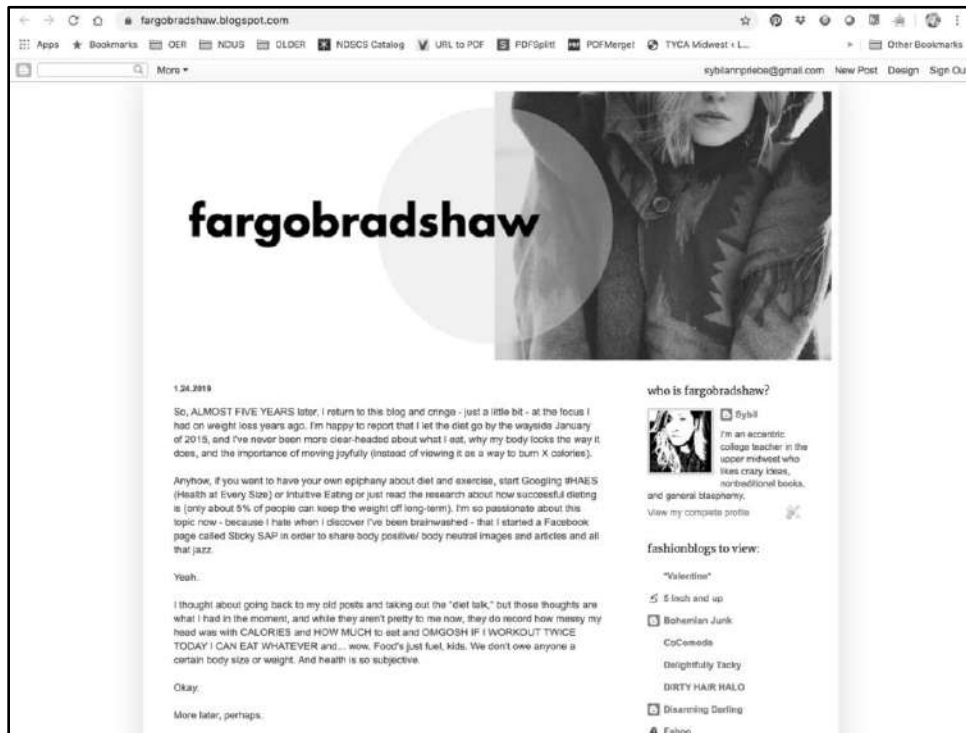 fargobradshaw.blogspot.com
Apps Bookmarks OER NDUS OLDER NDSCS Catalog URL to PDF PDFSplit! PDFMerge! TYCA Midwest < L... » Other Bookmarks
More sybilannpriebe@gmail.com New Post Design Sign Ou
fargobradshaw
1.24.2019
So, ALMOST FIVE YEARS later, I return to this blog and cringe - just a little bit - at the focus I
had on weight loss years ago. I'm happy to report that I let the diet go by the wayside January
of 2015, and I've never been more clear-headed about what I eat, why my body looks the way it
does, and the importance of moving joyfully (instead of viewing it as a way to burn X calories).
Anyhow, if you want to have your own epiphany about diet and exercise, start Googling #HAES
(Health at Every Size) or Intuitive Eating or just read the research about how successful dieting
is (only about 5% of people can keep the weight off long-term). I'm so passionate about this
topic now - because I hate when I discover I've been brainwashed - that I started a Facebook
page called Sticky SAP in order to share body positive/ body neutral images and articles and all
that jazz.
Yeah.
I thought about going back to my old posts and taking out the "diet talk," but those thoughts are
what I had in the moment, and while they aren't pretty to me now, they do record how messy my
head was with CALORIES and HOW MUCH to eat and OMGOSH IF I WORKOUT TWICE
TODAY I CAN EAT WHATEVER and... wow. Food's just fuel, kids. We don't owe anyone a
certain body size or weight. And health is so subjective.
Okay.
More later, perhaps.
who is fargobradshaw?
Sybil
I'm an eccentric
college teacher in the
upper midwest who
likes crazy ideas,
nontreditional books,
and general blasphemy.
View my complete profile
fashionblogs to view:
"Valentine"
5 inch and up
Bohemian Junk
CoComoda
Delightfully Tacky
DIRTY HAIR HALO
Disarming Darling